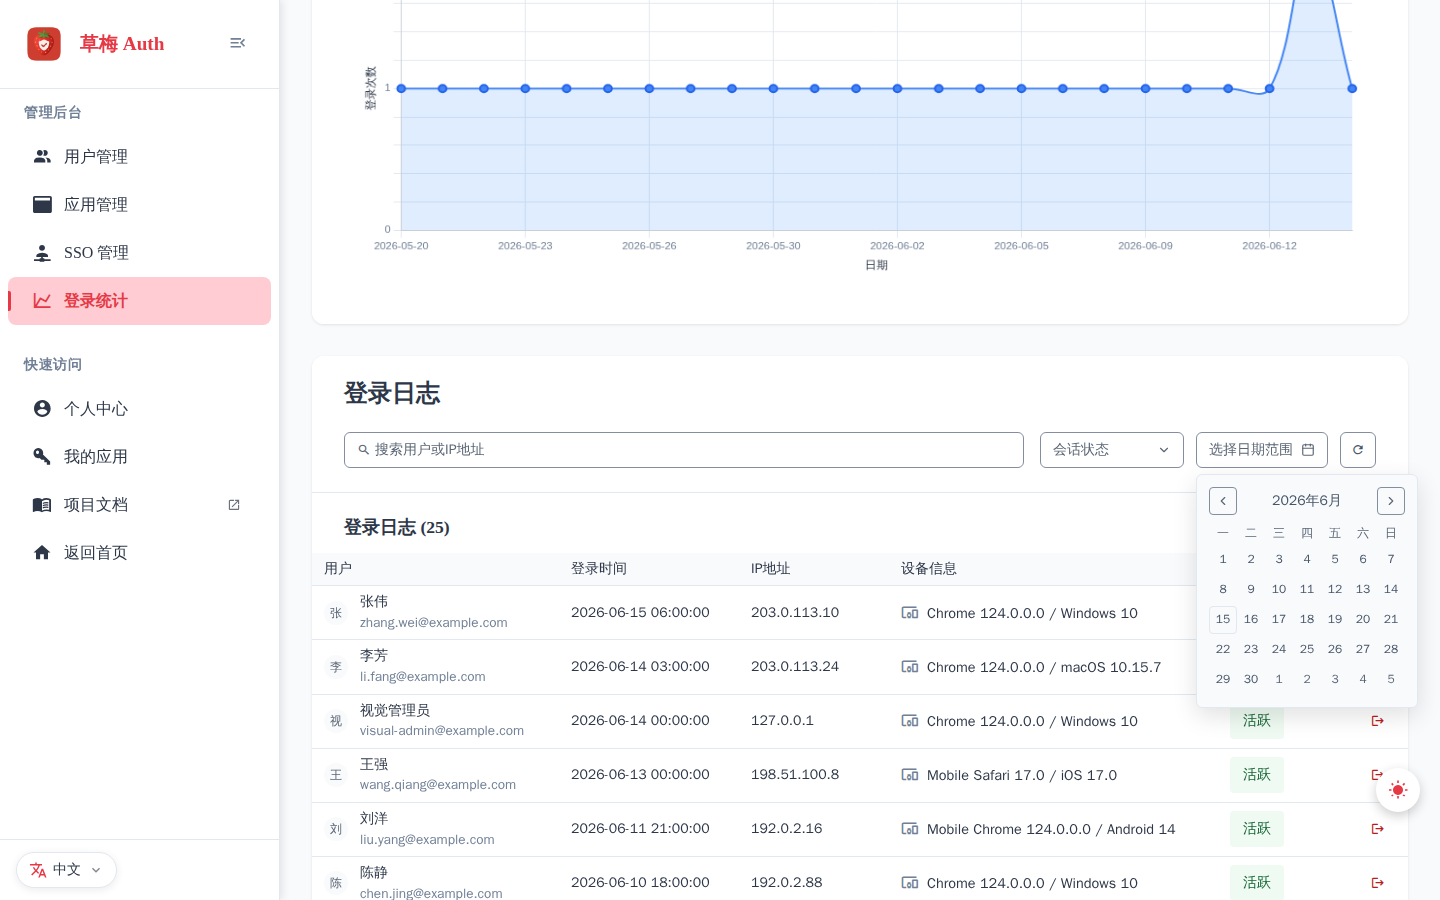 草梅 Auth
管理后台
用户管理
应用管理
SSO 管理
登录统计
快速访问
个人中心
我的应用
项目文档
返回首页
中文
登录次数
1
0
2026-05-20 2026-05-23 2026-05-26 2026-05-30 2026-06-02 2026-06-05 2026-06-09 2026-06-12
日期
登录日志
搜索用户或IP地址 会话状态 选择日期范围
登录日志 (25)
用户 登录时间 IP地址 设备信息
张 张伟 2026-06-15 06:00:00 203.0.113.10 Chrome 124.0.0.0 / Windows 10
zhang.wei@example.com
李 李芳 2026-06-14 03:00:00 203.0.113.24 Chrome 124.0.0.0 / macOS 10.15.7
li.fang@example.com
视 视觉管理员 2026-06-14 00:00:00 127.0.0.1 Chrome 124.0.0.0 / Windows 10 活跃
visual-admin@example.com
王 王强 2026-06-13 00:00:00 198.51.100.8 Mobile Safari 17.0 / iOS 17.0 活跃
wang.qiang@example.com
刘 刘洋 2026-06-11 21:00:00 192.0.2.16 Mobile Chrome 124.0.0.0 / Android 14 活跃
liu.yang@example.com
陈 陈静 2026-06-10 18:00:00 192.0.2.88 Chrome 124.0.0.0 / Windows 10 活跃
chen.jing@example.com
2026年6月
一 二 三 四 五 六 日
1 2 3 4 5 6 7
8 9 10 11 12 13 14
15 16 17 18 19 20 21
22 23 24 25 26 27 28
29 30 1 2 3 4 5